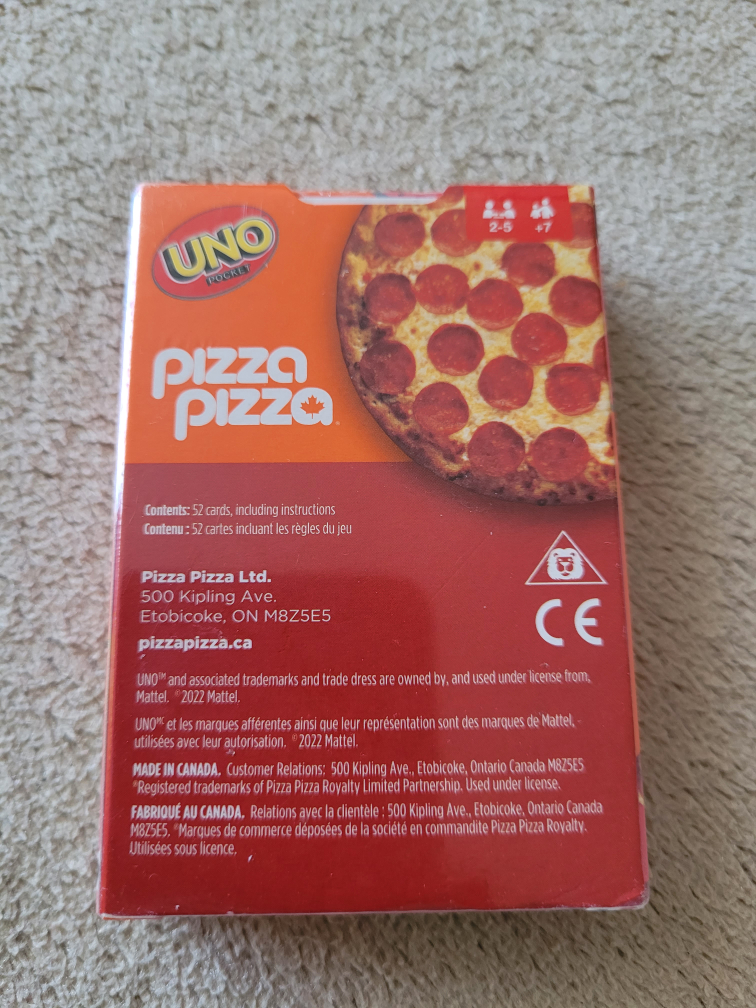 UNO
POCKET
2-5 +7
pizza
pizza
Contents: 52 cards, including instructions
Contenu : 52 cartes incluant les règles du jeu
Pizza Pizza Ltd.
500 Kipling Ave.
Etobicoke, ON M8Z5E5
pizzapizza.ca
CE
UNO™ and associated trademarks and trade dress are owned by, and used under license from,
Mattel. ©2022 Mattel.
UNO MC et les marques afférentes ainsi que leur représentation sont des marques de Mattel,
utilisées avec leur autorisation. ©2022 Mattel.
MADE IN CANADA. Customer Relations: 500 Kipling Ave., Etobicoke, Ontario Canada M8Z5E5
®Registered trademarks of Pizza Pizza Royalty Limited Partnership. Used under license.
FABRIQUÉ AU CANADA. Relations avec la clientèle : 500 Kipling Ave., Etobicoke, Ontario Canada
M8Z5E5. ®Marques de commerce déposées de la société en commandite Pizza Pizza Royalty.
Utilisées sous licence.